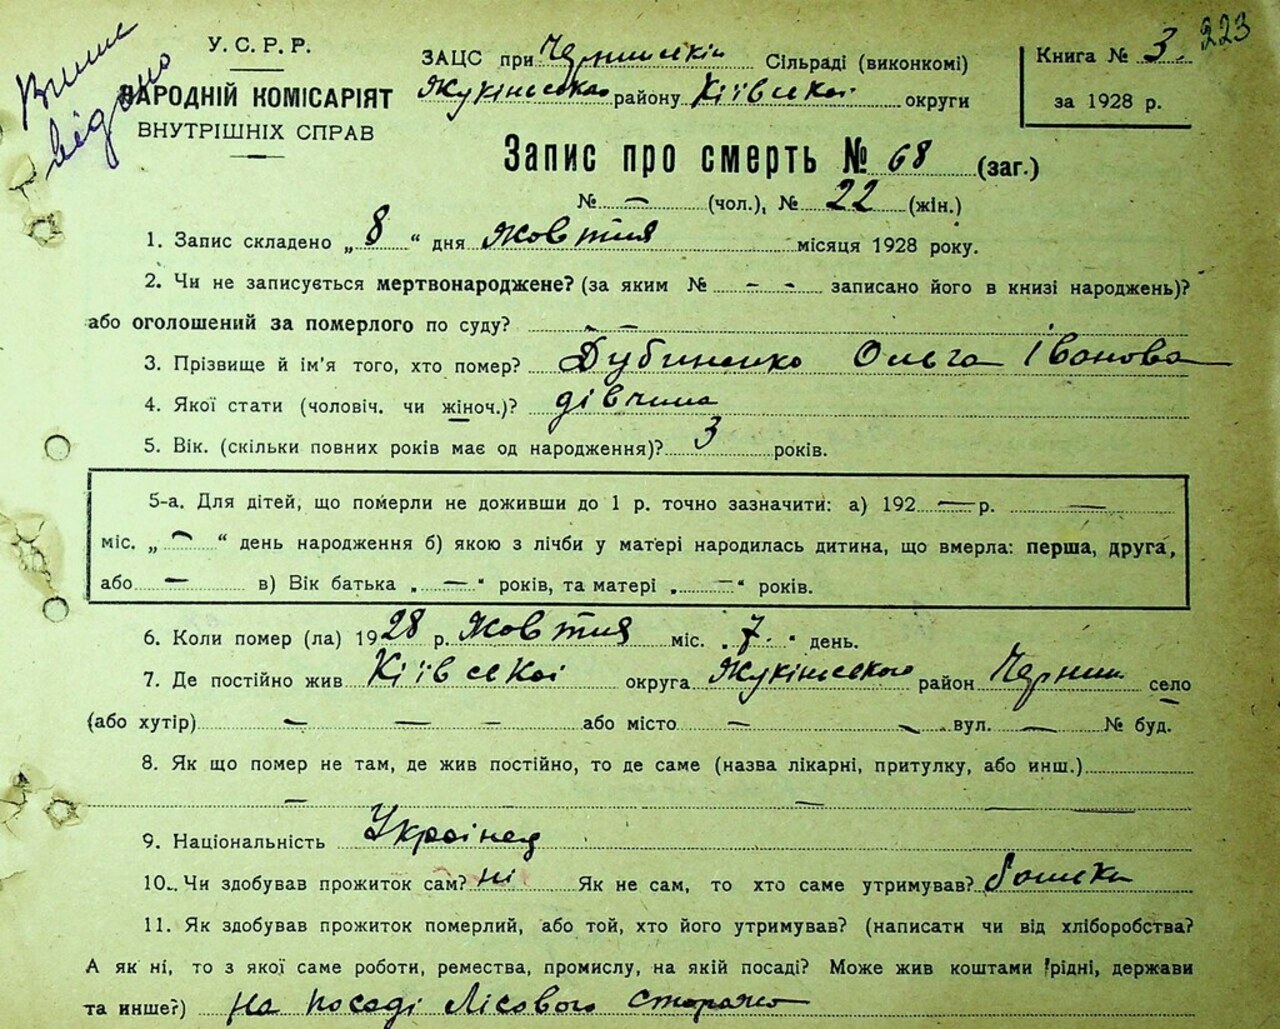 223
Витяг видано
У.С.Р.Р.
НАРОДНІЙ КОМІСАРІЯТ
ВНУТРІШНІХ СПРАВ
ЗАЦС при Чернинській Сільраді (виконкомі)
Жукинського району Київської округи
Книга № 3
за 1928 р.
Запис про смерть № 68 (заг.)
№ — (чол.), № 22 (жін.)
1. Запис складено „ 8 “ дня жовтня місяця 1928 року.
2. Чи не записується мертвонароджене? (за яким № - - записано його в книзі народжень)?
або оголошений за померлого по суду? —
3. Прізвище й ім'я того, хто помер? Дубиненко Ольга Іванова
4. Якої стати (чоловіч. чи жіноч.)? дівчина
5. Вік. (скільки повних років має од народження)? 3 років.
5-а. Для дітей, що померли не доживши до 1 р. точно зазначити: а) 192 — р. —
міс. „ — “ день народження б) якою з лічби у матері народилась дитина, що вмерла: перша, друга,
або — в) Вік батька „ — “ років, та матері „ — “ років.
6. Коли помер (ла) 1928 р. жовтня міс. „ 7 “ день.
7. Де постійно жив Київської округа Жукинського район Чернин село
(або хутір) — — — або місто — — вул. — № буд.
8. Як що помер не там, де жив постійно, то де саме (назва лікарні, притулку, або инш.)
— — — —
9. Національність Українец
10. Чи здобував прожиток сам? ні Як не сам, то хто саме утримував? батьки
11. Як здобував прожиток померлий, або той, хто його утримував? (написати чи від хліборобства?
А як ні, то з якої саме роботи, ремества, промислу, на якій посаді? Може жив коштами рідні, держави
та инше?) на посаді Лісового стоража